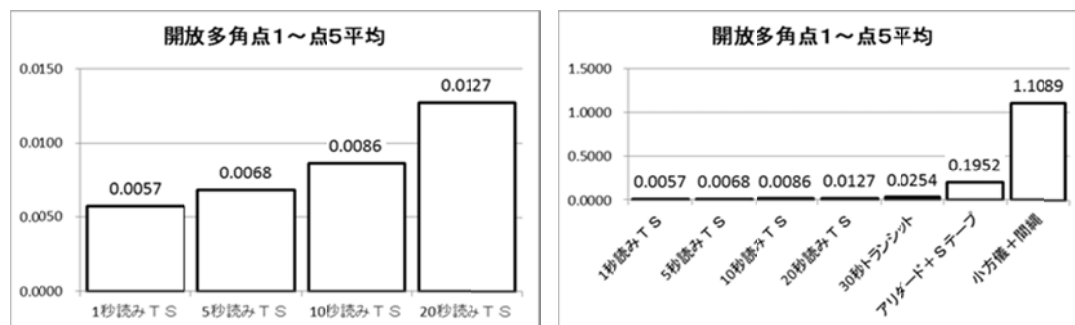 開放多角点1～点5平均
0.0150
0.0100
0.0050
0.0000
0.0057
0.0068
0.0086
0.0127
1秒読みＴＳ
5秒読みＴＳ
10秒読みＴＳ
20秒読みＴＳ
開放多角点1～点5平均
1.5000
1.0000
0.5000
0.0000
0.0057
0.0068
0.0086
0.0127
0.0254
0.1952
1.1089
1秒読みＴＳ
5秒読みＴＳ
10秒読みＴＳ
20秒読みＴＳ
30秒トランシット
アリダード＋Ｓテープ
小方儀＋間縄